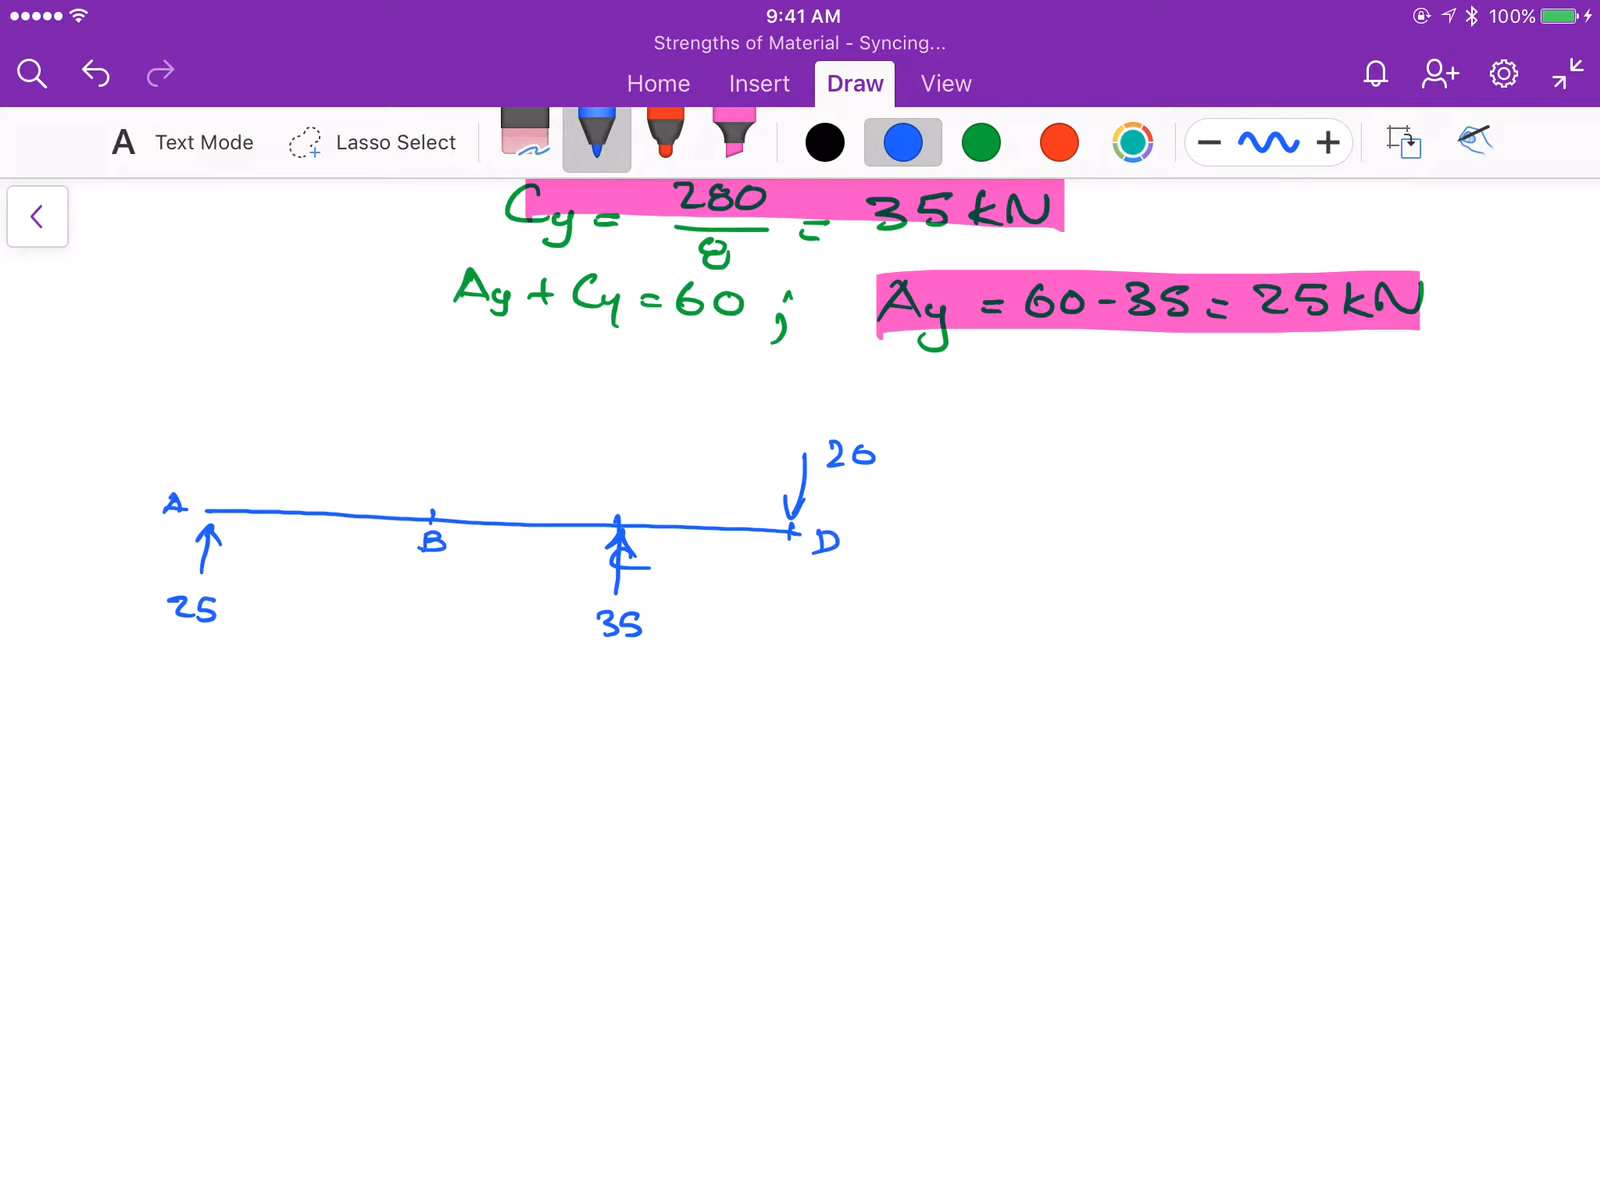 9:41 AM
100%
Strengths of Material - Syncing...
Home Insert Draw View
A Text Mode Lasso Select
Cy = 280/8 = 35 kN
Ay + Cy = 60 ; Ay = 60 - 35 = 25 kN
20
A
B
C
D
25
35